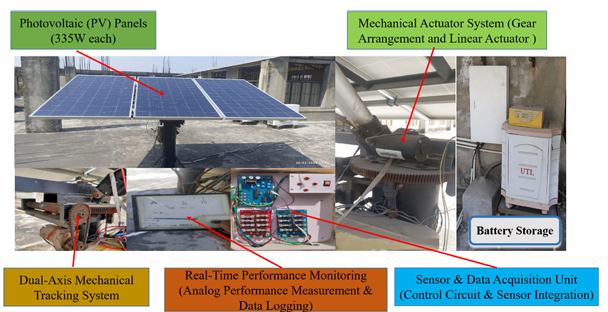 Photovoltaic (PV) Panels
(335W each)
Mechanical Actuator System (Gear
Arrangement and Linear Actuator )
UTL
Battery Storage
Dual-Axis Mechanical
Tracking System
Real-Time Performance Monitoring
(Analog Performance Measurement &
Data Logging)
Sensor & Data Acquisition Unit
(Control Circuit & Sensor Integration)